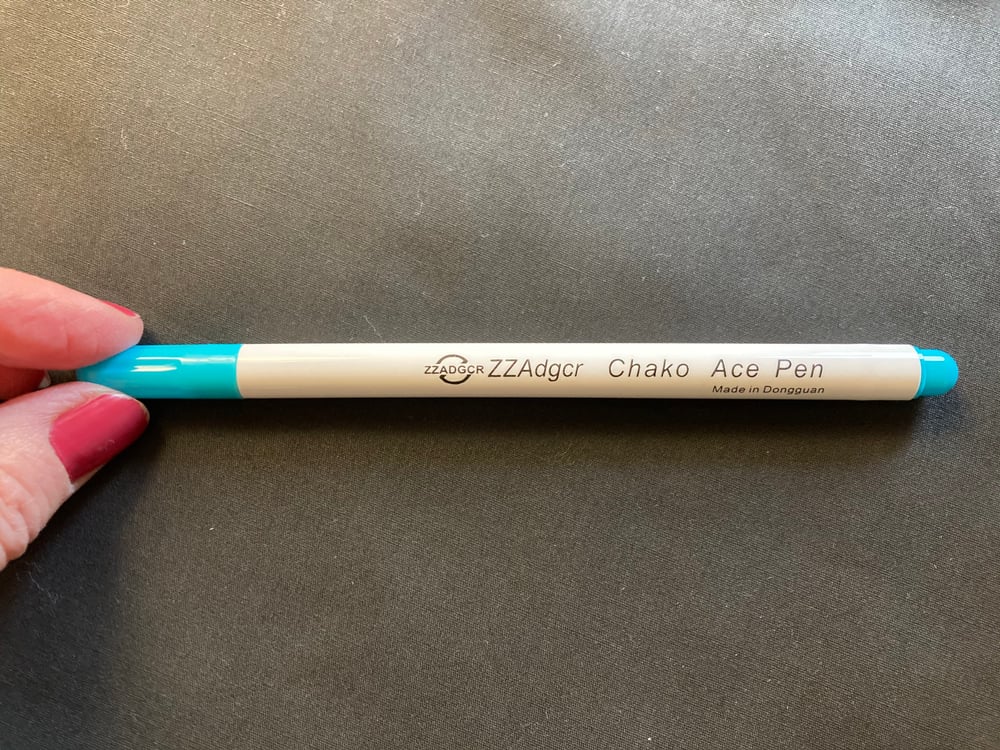 ZZADGCR ZZAdgcr Chako Ace Pen
Made in Dongguan